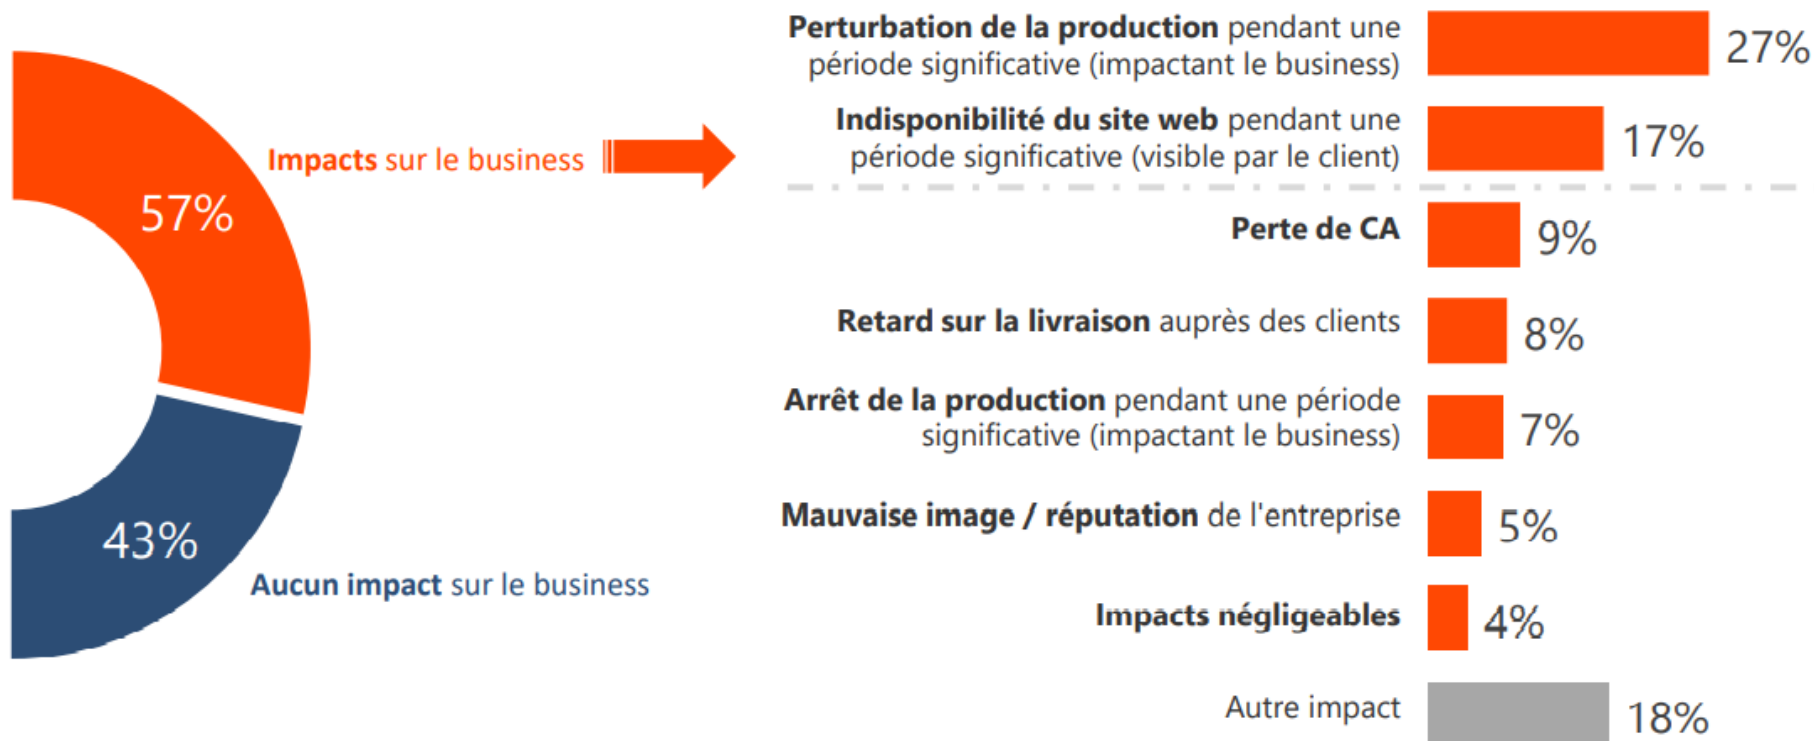 57%
Impacts sur le business
43%
Aucun impact sur le business
Perturbation de la production pendant une
période significative (impactant le business)
27%
Indisponibilité du site web pendant une
période significative (visible par le client)
17%
Perte de CA
9%
Retard sur la livraison auprès des clients
8%
Arrêt de la production pendant une période
significative (impactant le business)
7%
Mauvaise image / réputation de l'entreprise
5%
Impacts négligeables
4%
Autre impact
18%